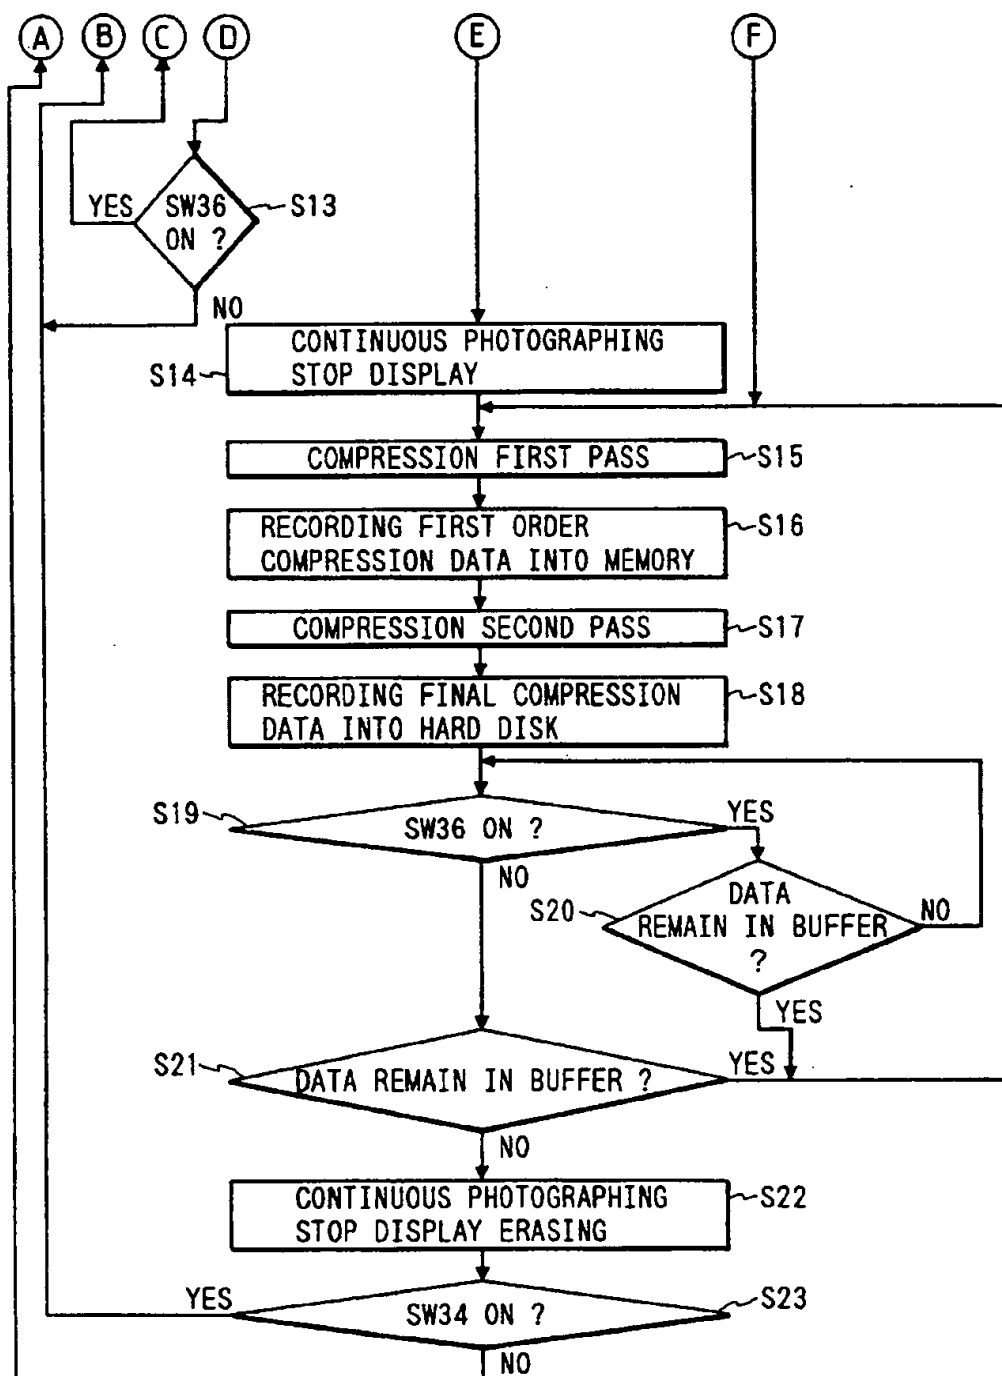 A B C D E F
YES
SW36
ON ?
S13
NO
CONTINUOUS PHOTOGRAPHING
STOP DISPLAY
S14
COMPRESSION FIRST PASS
S15
RECORDING FIRST ORDER
COMPRESSION DATA INTO MEMORY
S16
COMPRESSION SECOND PASS
S17
RECORDING FINAL COMPRESSION
DATA INTO HARD DISK
S18
S19
SW36 ON ?
YES
NO
S20
DATA
REMAIN IN BUFFER
?
NO
YES
S21
DATA REMAIN IN BUFFER ?
YES
NO
CONTINUOUS PHOTOGRAPHING
STOP DISPLAY ERASING
S22
YES
SW34 ON ?
S23
NO